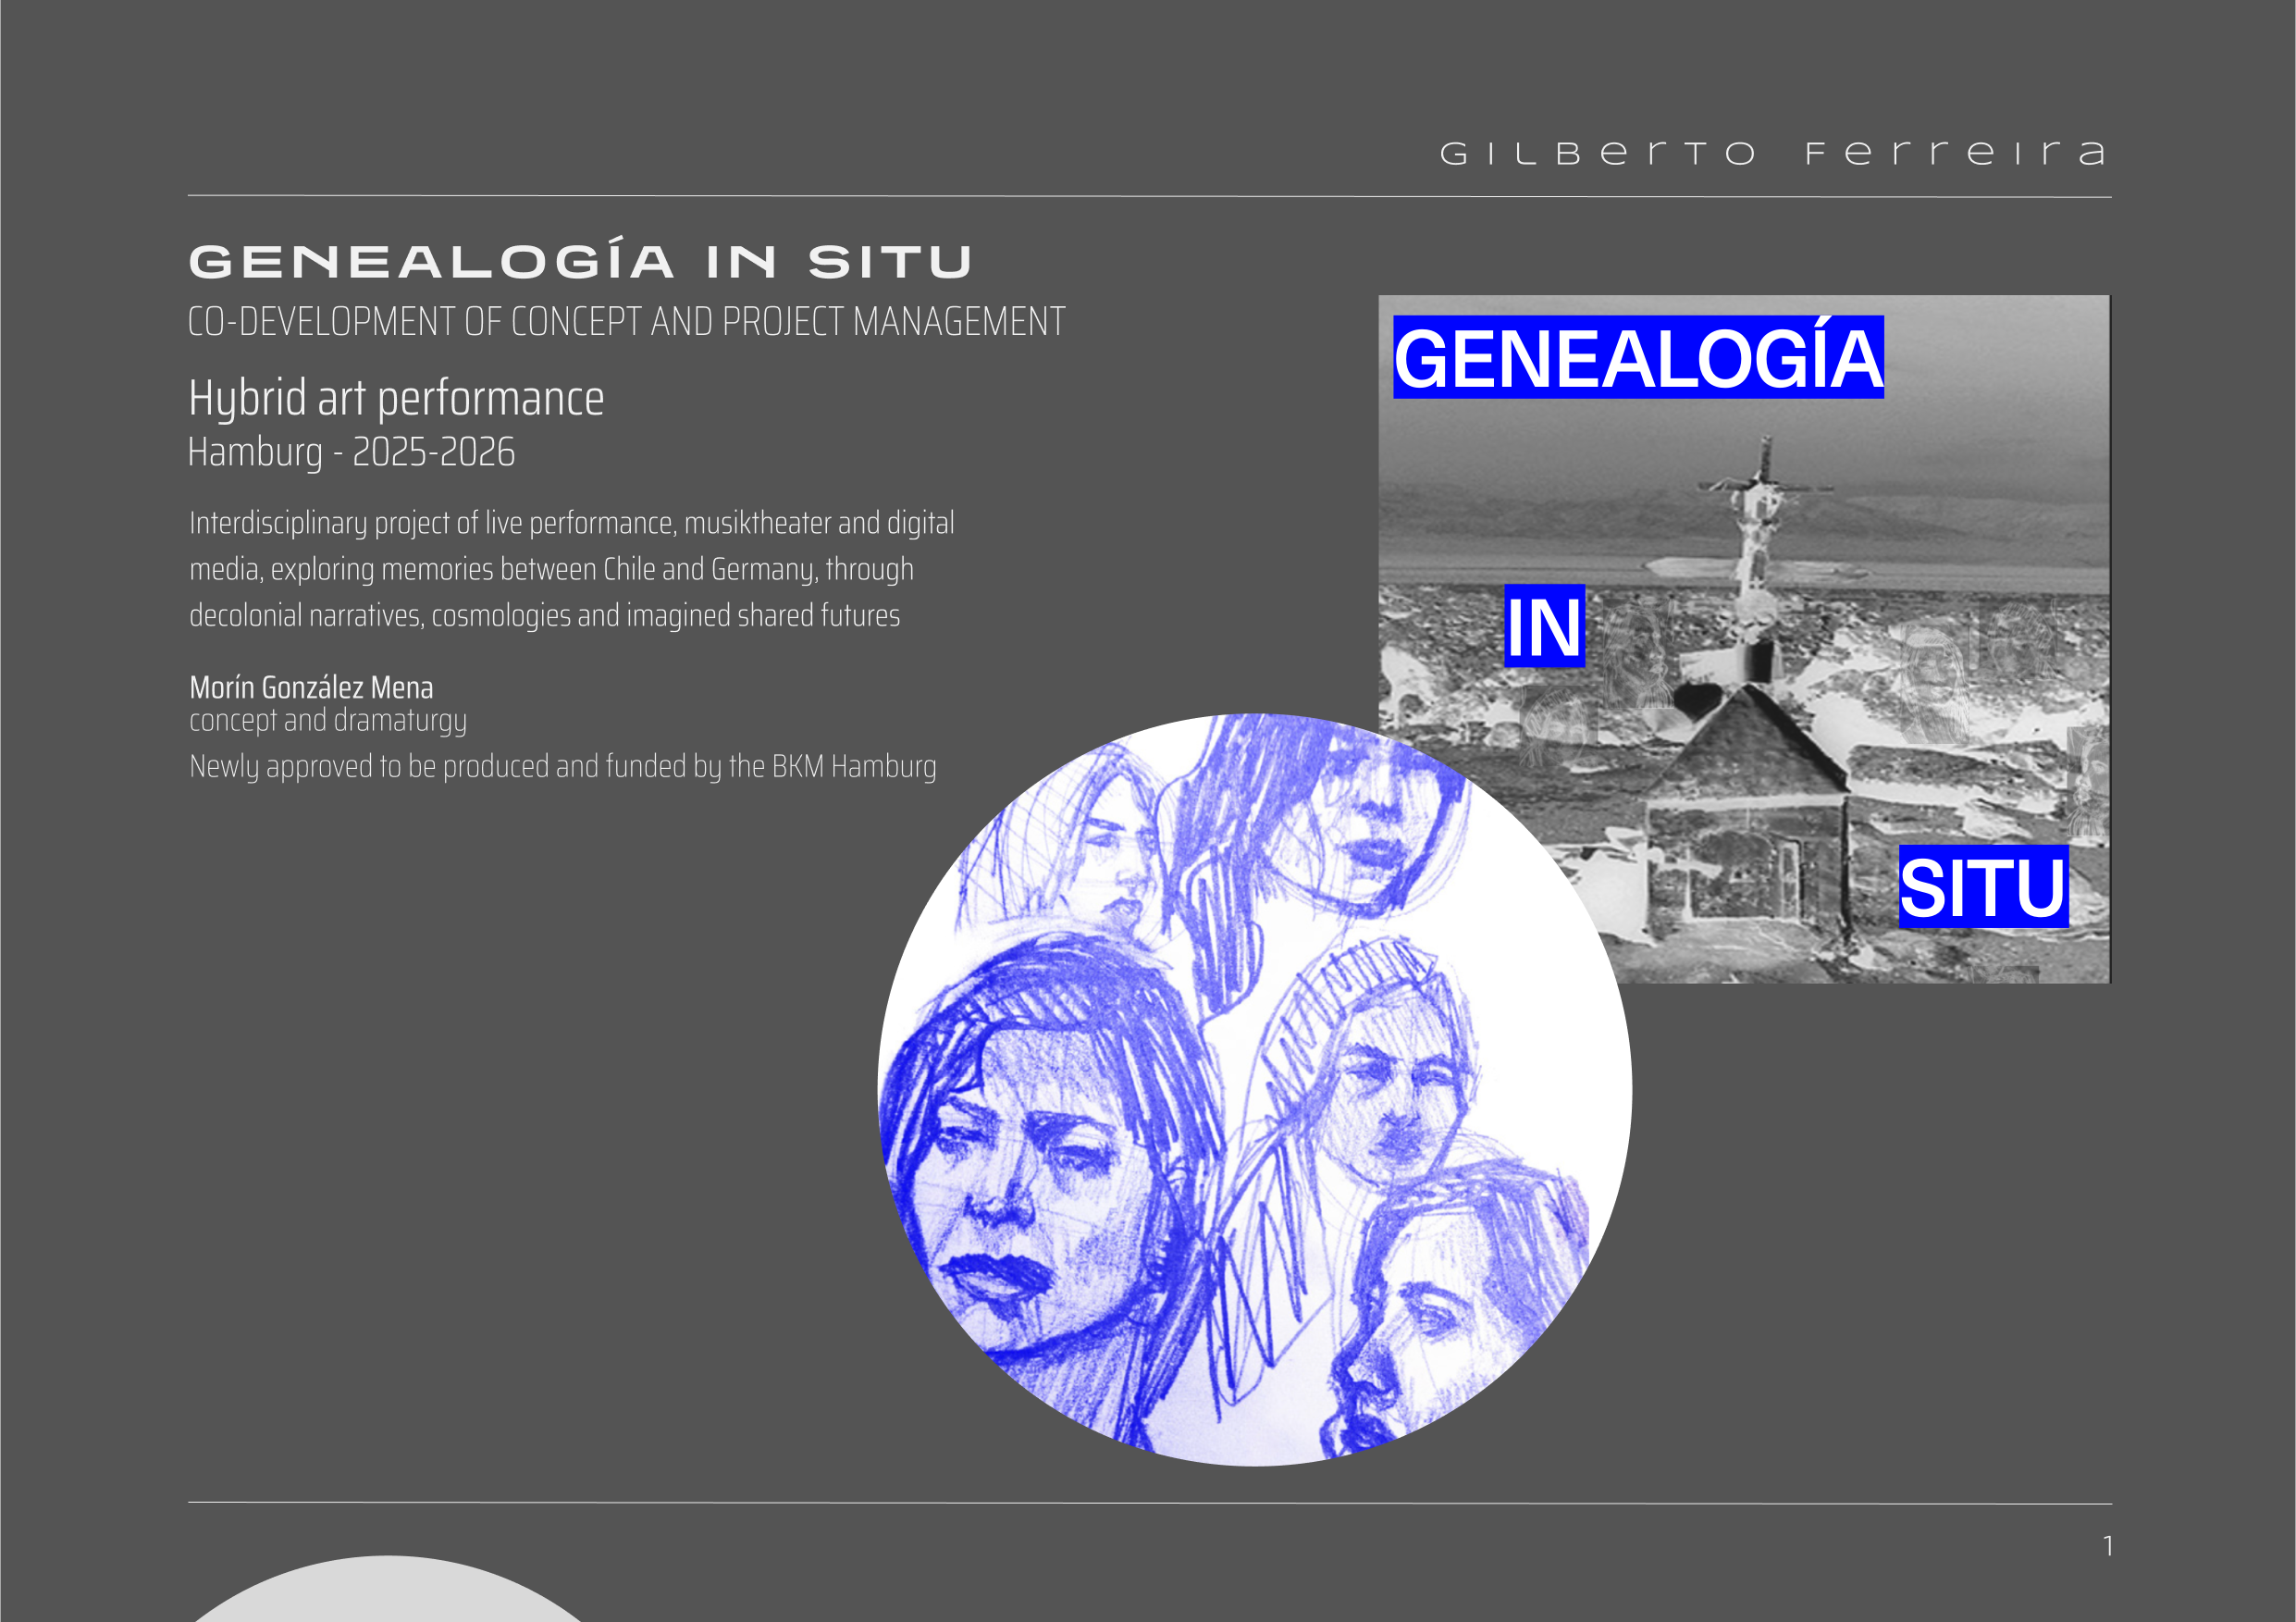 GILBerTO Ferreira
GENEALOGÍA IN SITU
CO-DEVELOPMENT OF CONCEPT AND PROJECT MANAGEMENT
Hybrid art performance
Hamburg - 2025-2026
Interdisciplinary project of live performance, musiktheater and digital
media, exploring memories between Chile and Germany, through
decolonial narratives, cosmologies and imagined shared futures
Morín González Mena
concept and dramaturgy
Newly approved to be produced and funded by the BKM Hamburg
GENEALOGÍA
IN
SITU
1